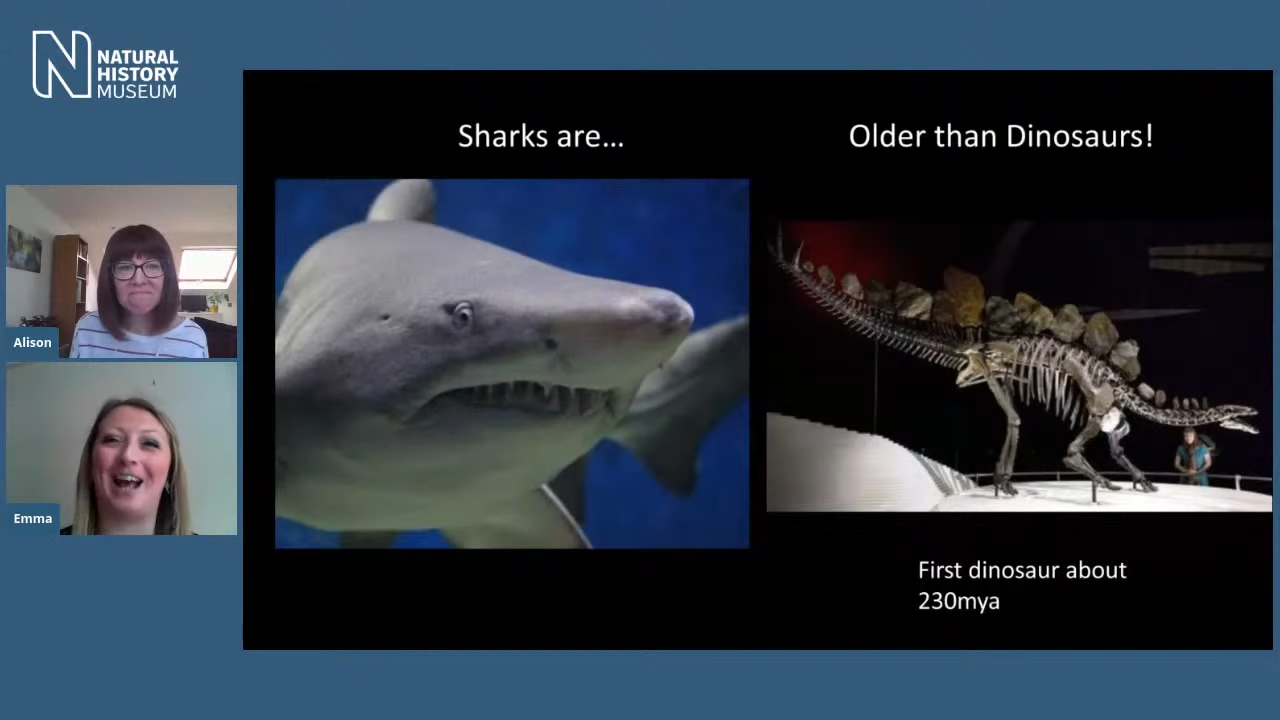 NATURAL
HISTORY
MUSEUM
Sharks are...
Older than Dinosaurs!
Alison
Emma
First dinosaur about
230mya